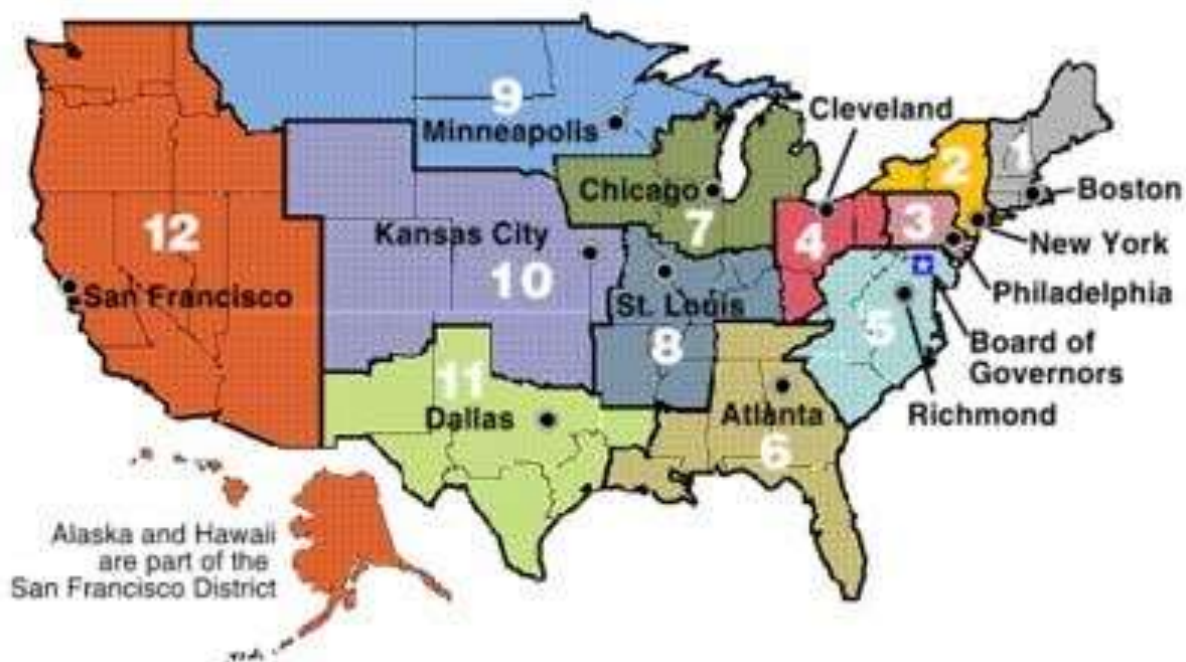 9
Minneapolis
Cleveland
2
1
Chicago
7
Boston
12
Kansas City
10
4
3
New York
San Francisco
St. Louis
Philadelphia
8
5
Board of
Governors
11
Dallas
Atlanta
6
Richmond
Alaska and Hawaii
are part of the
San Francisco District